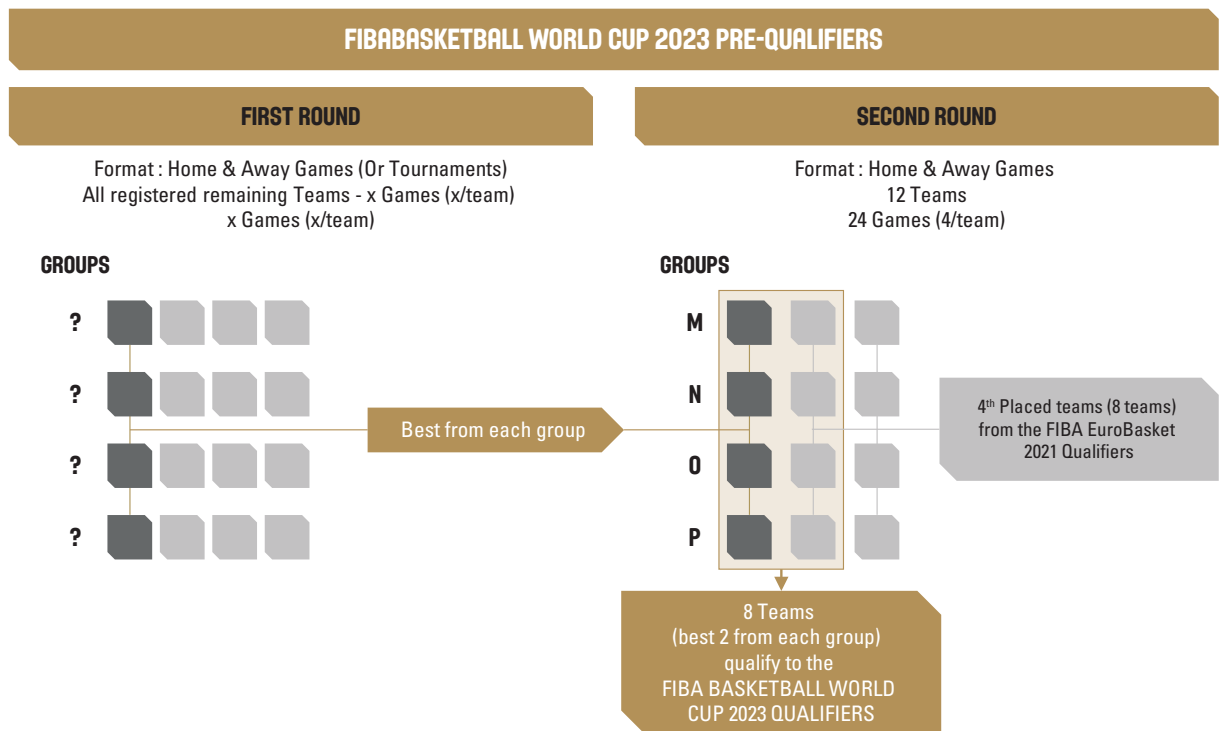 FIBABASKETBALL WORLD CUP 2023 PRE-QUALIFIERS
FIRST ROUND
Format : Home & Away Games (Or Tournaments)
All registered remaining Teams - x Games (x/team)
x Games (x/team)
GROUPS
?
?
?
?
Best from each group
SECOND ROUND
Format : Home & Away Games
12 Teams
24 Games (4/team)
GROUPS
M
N
O
P
4th Placed teams (8 teams)
from the FIBA EuroBasket
2021 Qualifiers
8 Teams
(best 2 from each group)
qualify to the
FIBA BASKETBALL WORLD
CUP 2023 QUALIFIERS